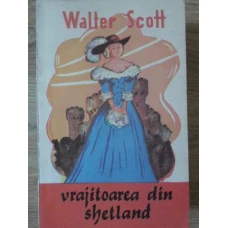 Walter Scott
vrajitoarea din
shetland